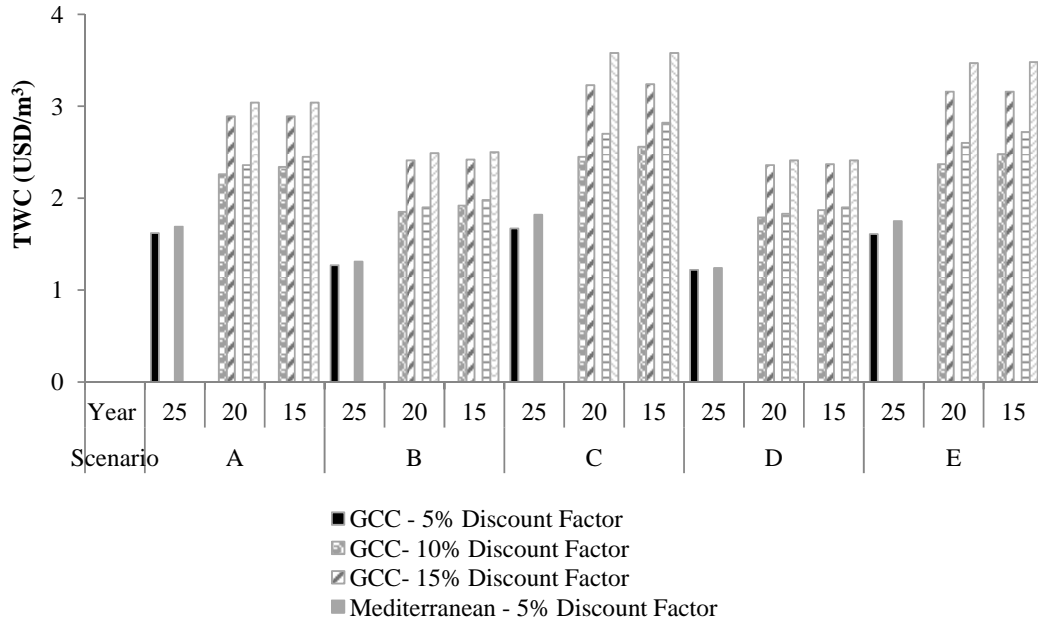 4
3
2
1
0
TWC (USD/m³)
Year 25 20 15 25 20 15 25 20 15 25 20 15 25 20 15
Scenario A B C D E
GCC - 5% Discount Factor
GCC- 10% Discount Factor
GCC- 15% Discount Factor
Mediterranean - 5% Discount Factor